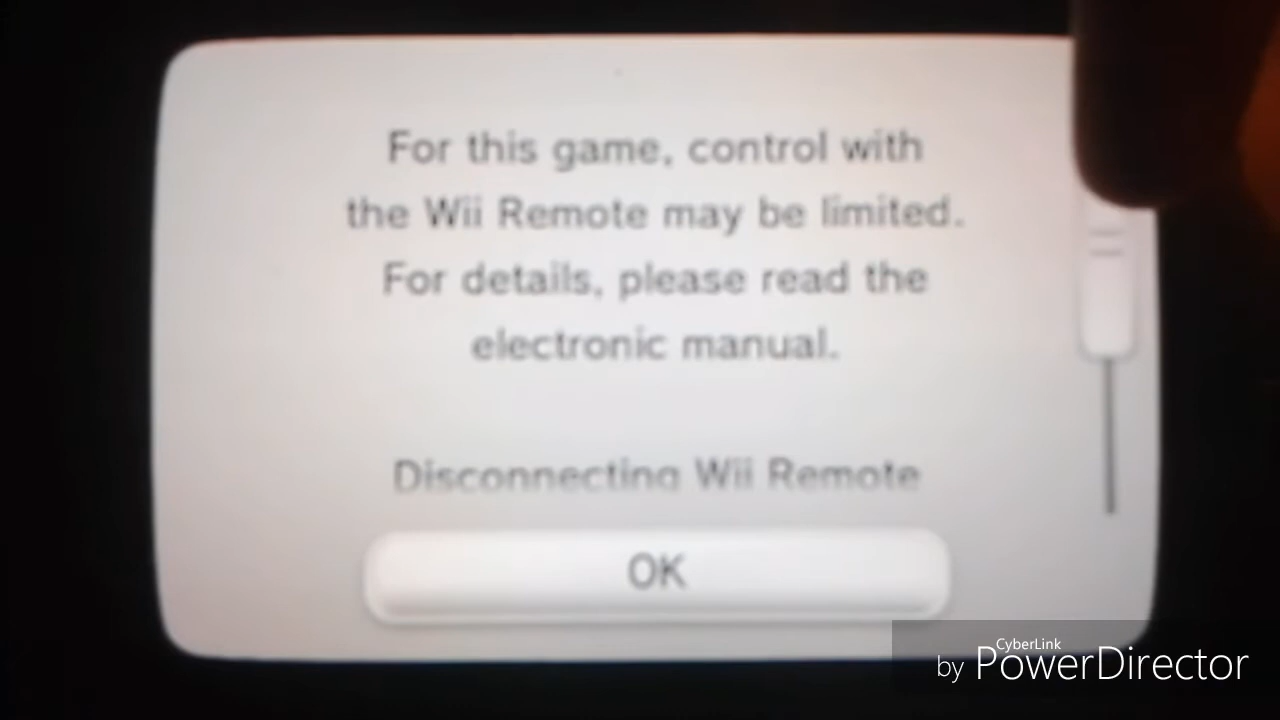 For this game, control with
the Wii Remote may be limited.
For details, please read the
electronic manual.
Disconnecting Wii Remote
OK
CyberLink
by PowerDirector